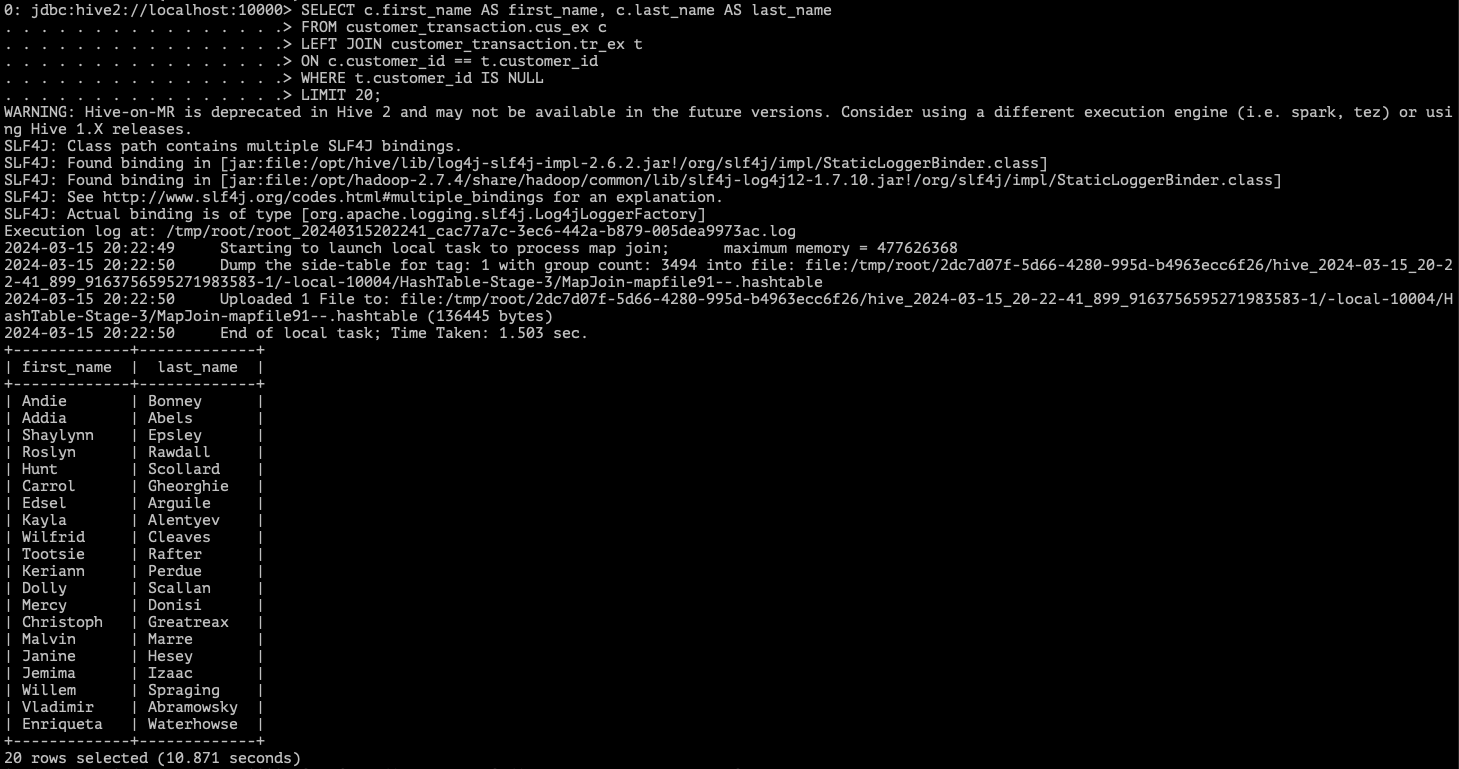 0: jdbc:hive2://localhost:10000> SELECT c.first_name AS first_name, c.last_name AS last_name
. . . . . . . . . . . . . . . .> FROM customer_transaction.cus_ex c
. . . . . . . . . . . . . . . .> LEFT JOIN customer_transaction.tr_ex t
. . . . . . . . . . . . . . . .> ON c.customer_id == t.customer_id
. . . . . . . . . . . . . . . .> WHERE t.customer_id IS NULL
. . . . . . . . . . . . . . . .> LIMIT 20;
WARNING: Hive-on-MR is deprecated in Hive 2 and may not be available in the future versions. Consider using a different execution engine (i.e. spark, tez) or usi
ng Hive 1.X releases.
SLF4J: Class path contains multiple SLF4J bindings.
SLF4J: Found binding in [jar:file:/opt/hive/lib/log4j-slf4j-impl-2.6.2.jar!/org/slf4j/impl/StaticLoggerBinder.class]
SLF4J: Found binding in [jar:file:/opt/hadoop-2.7.4/share/hadoop/common/lib/slf4j-log4j12-1.7.10.jar!/org/slf4j/impl/StaticLoggerBinder.class]
SLF4J: See http://www.slf4j.org/codes.html#multiple_bindings for an explanation.
SLF4J: Actual binding is of type [org.apache.logging.slf4j.Log4jLoggerFactory]
Execution log at: /tmp/root/root_20240315202241_cac77a7c-3ec6-442a-b879-005dea9973ac.log
2024-03-15 20:22:49     Starting to launch local task to process map join;      maximum memory = 477626368
2024-03-15 20:22:50     Dump the side-table for tag: 1 with group count: 3494 into file: file:/tmp/root/2dc7d07f-5d66-4280-995d-b4963ecc6f26/hive_2024-03-15_20-2
2-41_899_9163756595271983583-1/-local-10004/HashTable-Stage-3/MapJoin-mapfile91--.hashtable
2024-03-15 20:22:50     Uploaded 1 File to: file:/tmp/root/2dc7d07f-5d66-4280-995d-b4963ecc6f26/hive_2024-03-15_20-22-41_899_9163756595271983583-1/-local-10004/H
ashTable-Stage-3/MapJoin-mapfile91--.hashtable (136445 bytes)
2024-03-15 20:22:50     End of local task; Time Taken: 1.503 sec.
+-------------+-------------+
| first_name  |  last_name  |
+-------------+-------------+
| Andie       | Bonney      |
| Addia       | Abels       |
| Shaylynn    | Epsley      |
| Roslyn      | Rawdall     |
| Hunt        | Scollard    |
| Carrol      | Gheorghie   |
| Edsel       | Arguile     |
| Kayla       | Alentyev    |
| Wilfrid     | Cleaves     |
| Tootsie     | Rafter      |
| Keriann     | Perdue      |
| Dolly       | Scallan     |
| Mercy       | Donisi      |
| Christoph   | Greatreax   |
| Malvin      | Marre       |
| Janine      | Hesey       |
| Jemima      | Izaac       |
| Willem      | Spraging    |
| Vladimir    | Abramowsky  |
| Enriqueta   | Waterhowse  |
+-------------+-------------+
20 rows selected (10.871 seconds)